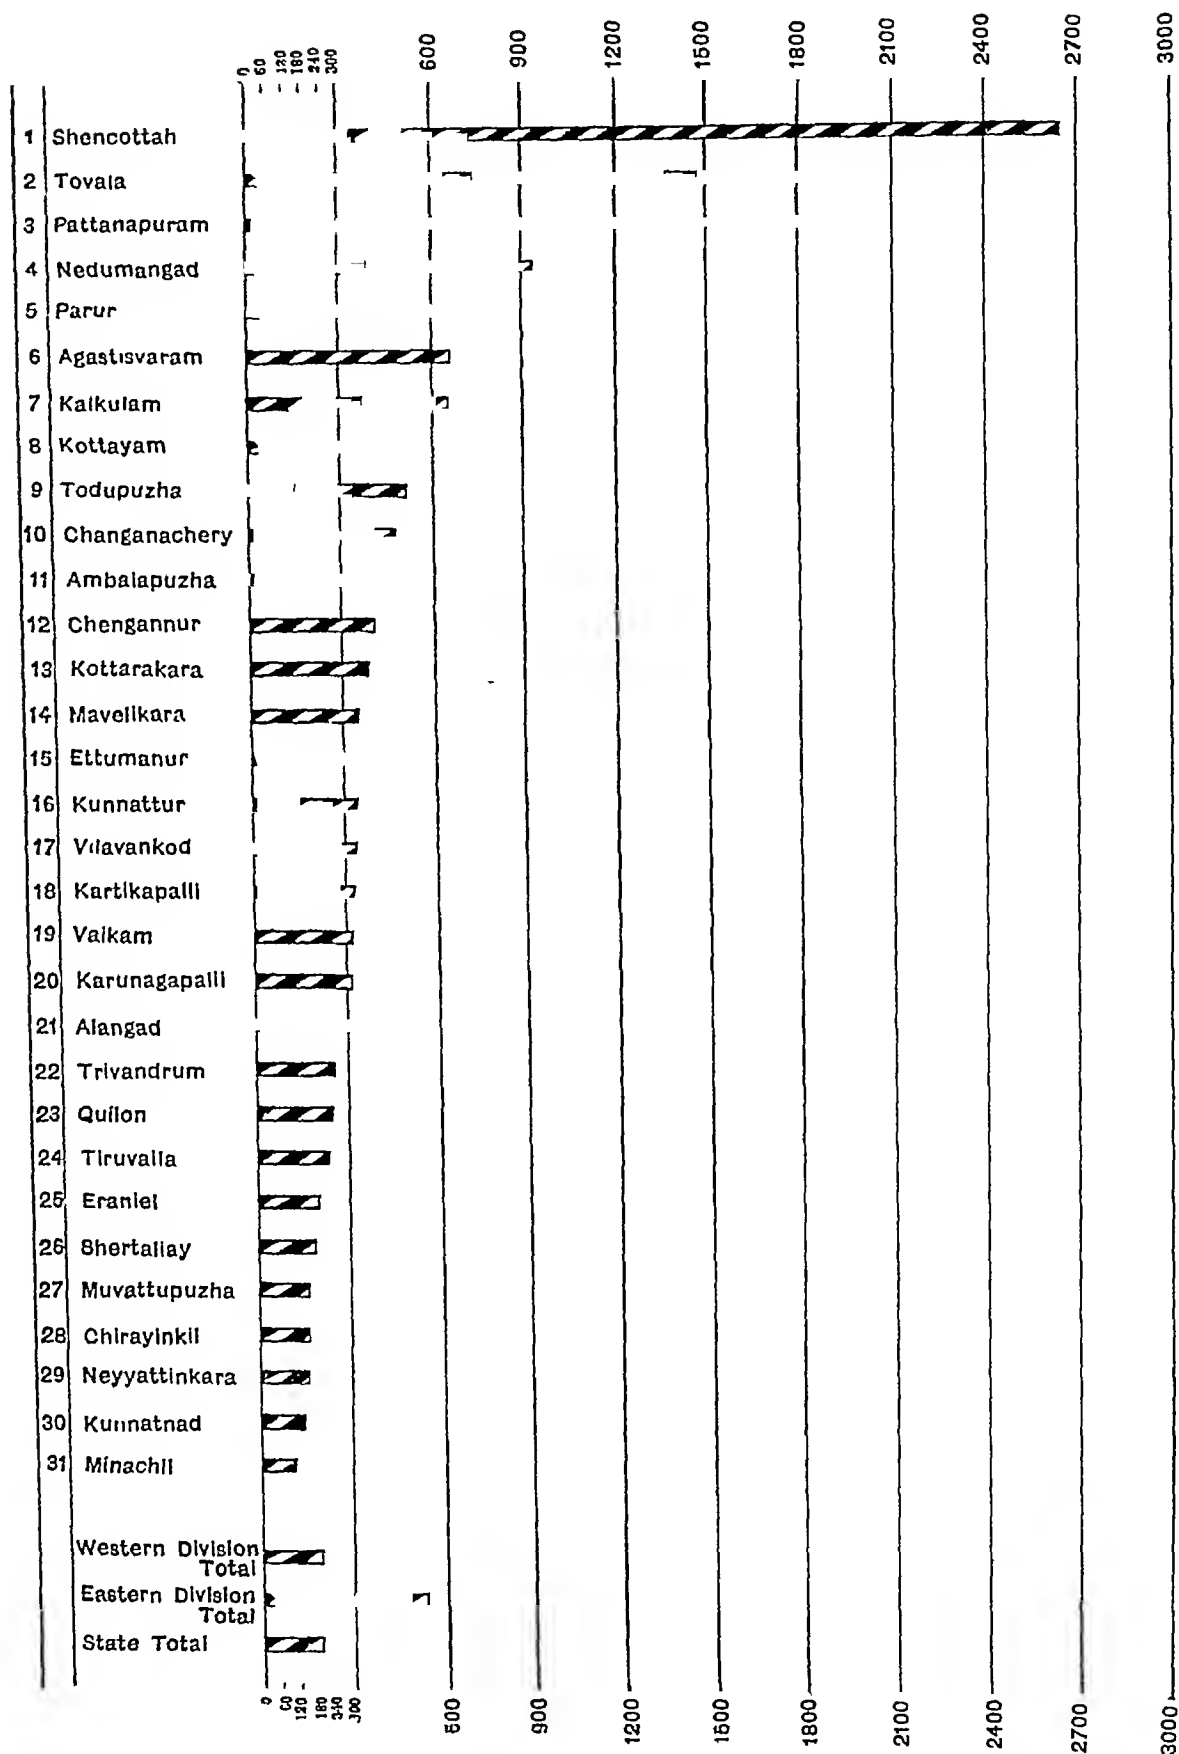 0 60 120 180 240 300 600 900 1200 1500 1800 2100 2400 2700 3000
1 Shencottah
2 Tovala
3 Pattanapuram
4 Nedumangad
5 Parur
6 Agastisvaram
7 Kalkulam
8 Kottayam
9 Todupuzha
10 Changanachery
11 Ambalapuzha
12 Chengannur
13 Kottarakara
14 Mavelikara
15 Ettumanur
16 Kunnattur
17 Vilavankod
18 Kartikapalli
19 Vaikam
20 Karunagapalli
21 Alangad
22 Trivandrum
23 Quilon
24 Tiruvalla
25 Eraniel
26 Shertallay
27 Muvattupuzha
28 Chirayinkil
29 Neyyattinkara
30 Kunnatnad
31 Minachil
Western Division
Total
Eastern Division
Total
State Total
0 60 120 180 240 300 600 900 1200 1500 1800 2100 2400 2700 3000